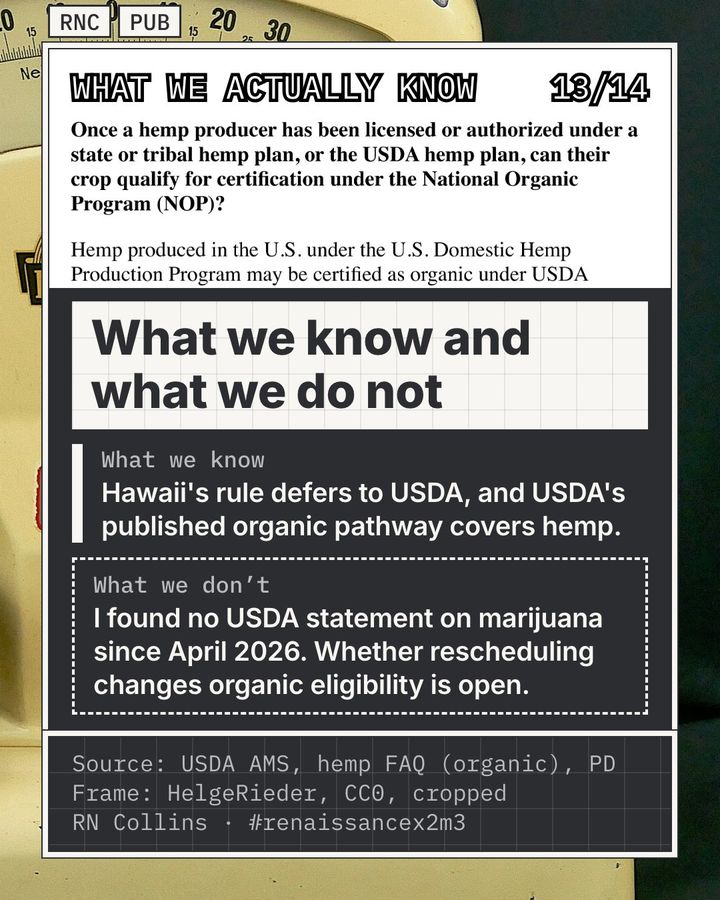 10 15 20 25 30
RNC PUB
Ne
WHAT WE ACTUALLY KNOW 13/14
Once a hemp producer has been licensed or authorized under a
state or tribal hemp plan, or the USDA hemp plan, can their
crop qualify for certification under the National Organic
Program (NOP)?
Hemp produced in the U.S. under the U.S. Domestic Hemp
Production Program may be certified as organic under USDA
What we know and
what we do not
What we know
Hawaii's rule defers to USDA, and USDA's
published organic pathway covers hemp.
What we don’t
I found no USDA statement on marijuana
since April 2026. Whether rescheduling
changes organic eligibility is open.
Source: USDA AMS, hemp FAQ (organic), PD
Frame: HelgeRieder, CC0, cropped
RN Collins · #renaissancex2m3